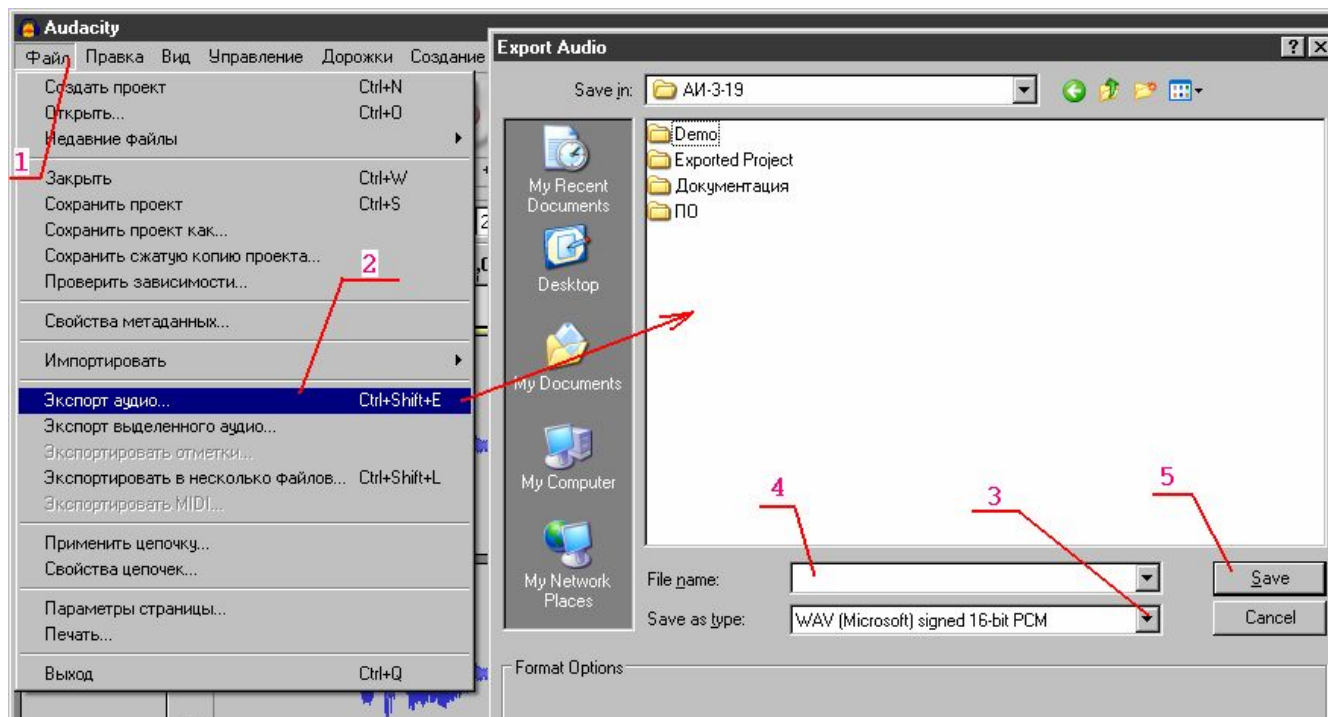 Audacity
Файл Правка Вид Управление Дорожки Создание
Создать проект Ctrl+N
Открыть... Ctrl+O
Недавние файлы
1
Закрыть Ctrl+W
Сохранить проект Ctrl+S
Сохранить проект как...
Сохранить сжатую копию проекта...
2
Проверить зависимости...
Свойства метаданных...
Импортировать
Экспорт аудио... Ctrl+Shift+E
Экспорт выделенного аудио...
Экспортировать отметки...
Экспортировать в несколько файлов... Ctrl+Shift+L
Экспортировать MIDI...
Применить цепочку...
Свойства цепочек...
Параметры страницы...
Печать...
Выход Ctrl+Q
Export Audio
Save in: АИ-3-19
My Recent
Documents
Desktop
My Documents
My Computer
My Network
Places
Demo
Exported Project
Документация
ПО
4
3
5
File name:
Save
Save as type: WAV (Microsoft) signed 16-bit PCM
Cancel
Format Options